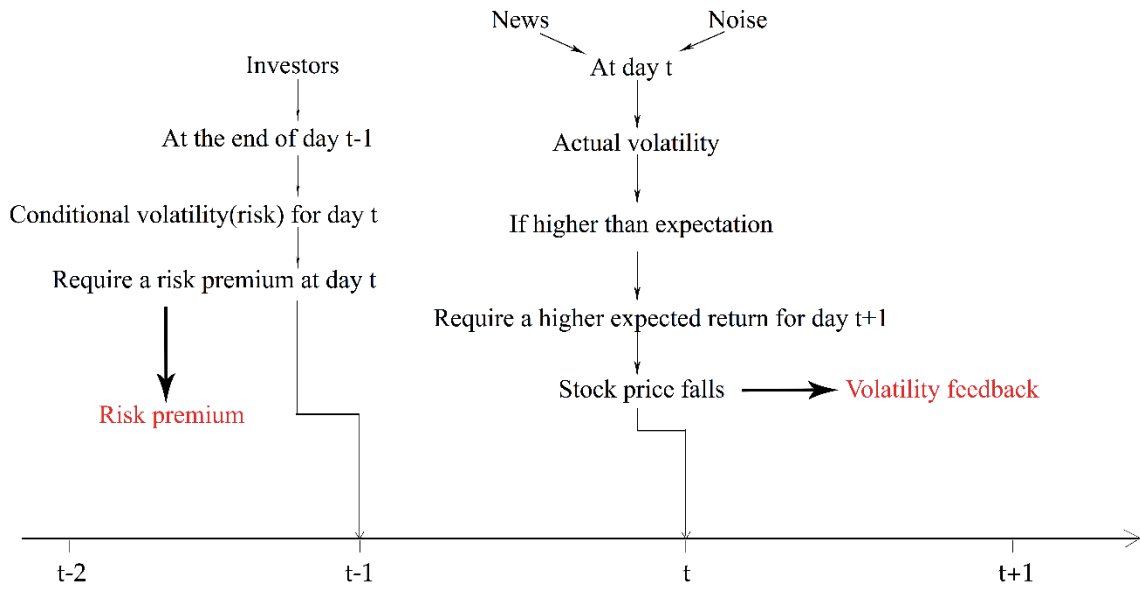 News
Noise
Investors
At day t
At the end of day t-1
Actual volatility
Conditional volatility(risk) for day t
If higher than expectation
Require a risk premium at day t
Require a higher expected return for day t+1
Stock price falls
Volatility feedback
Risk premium
t-2
t-1
t
t+1